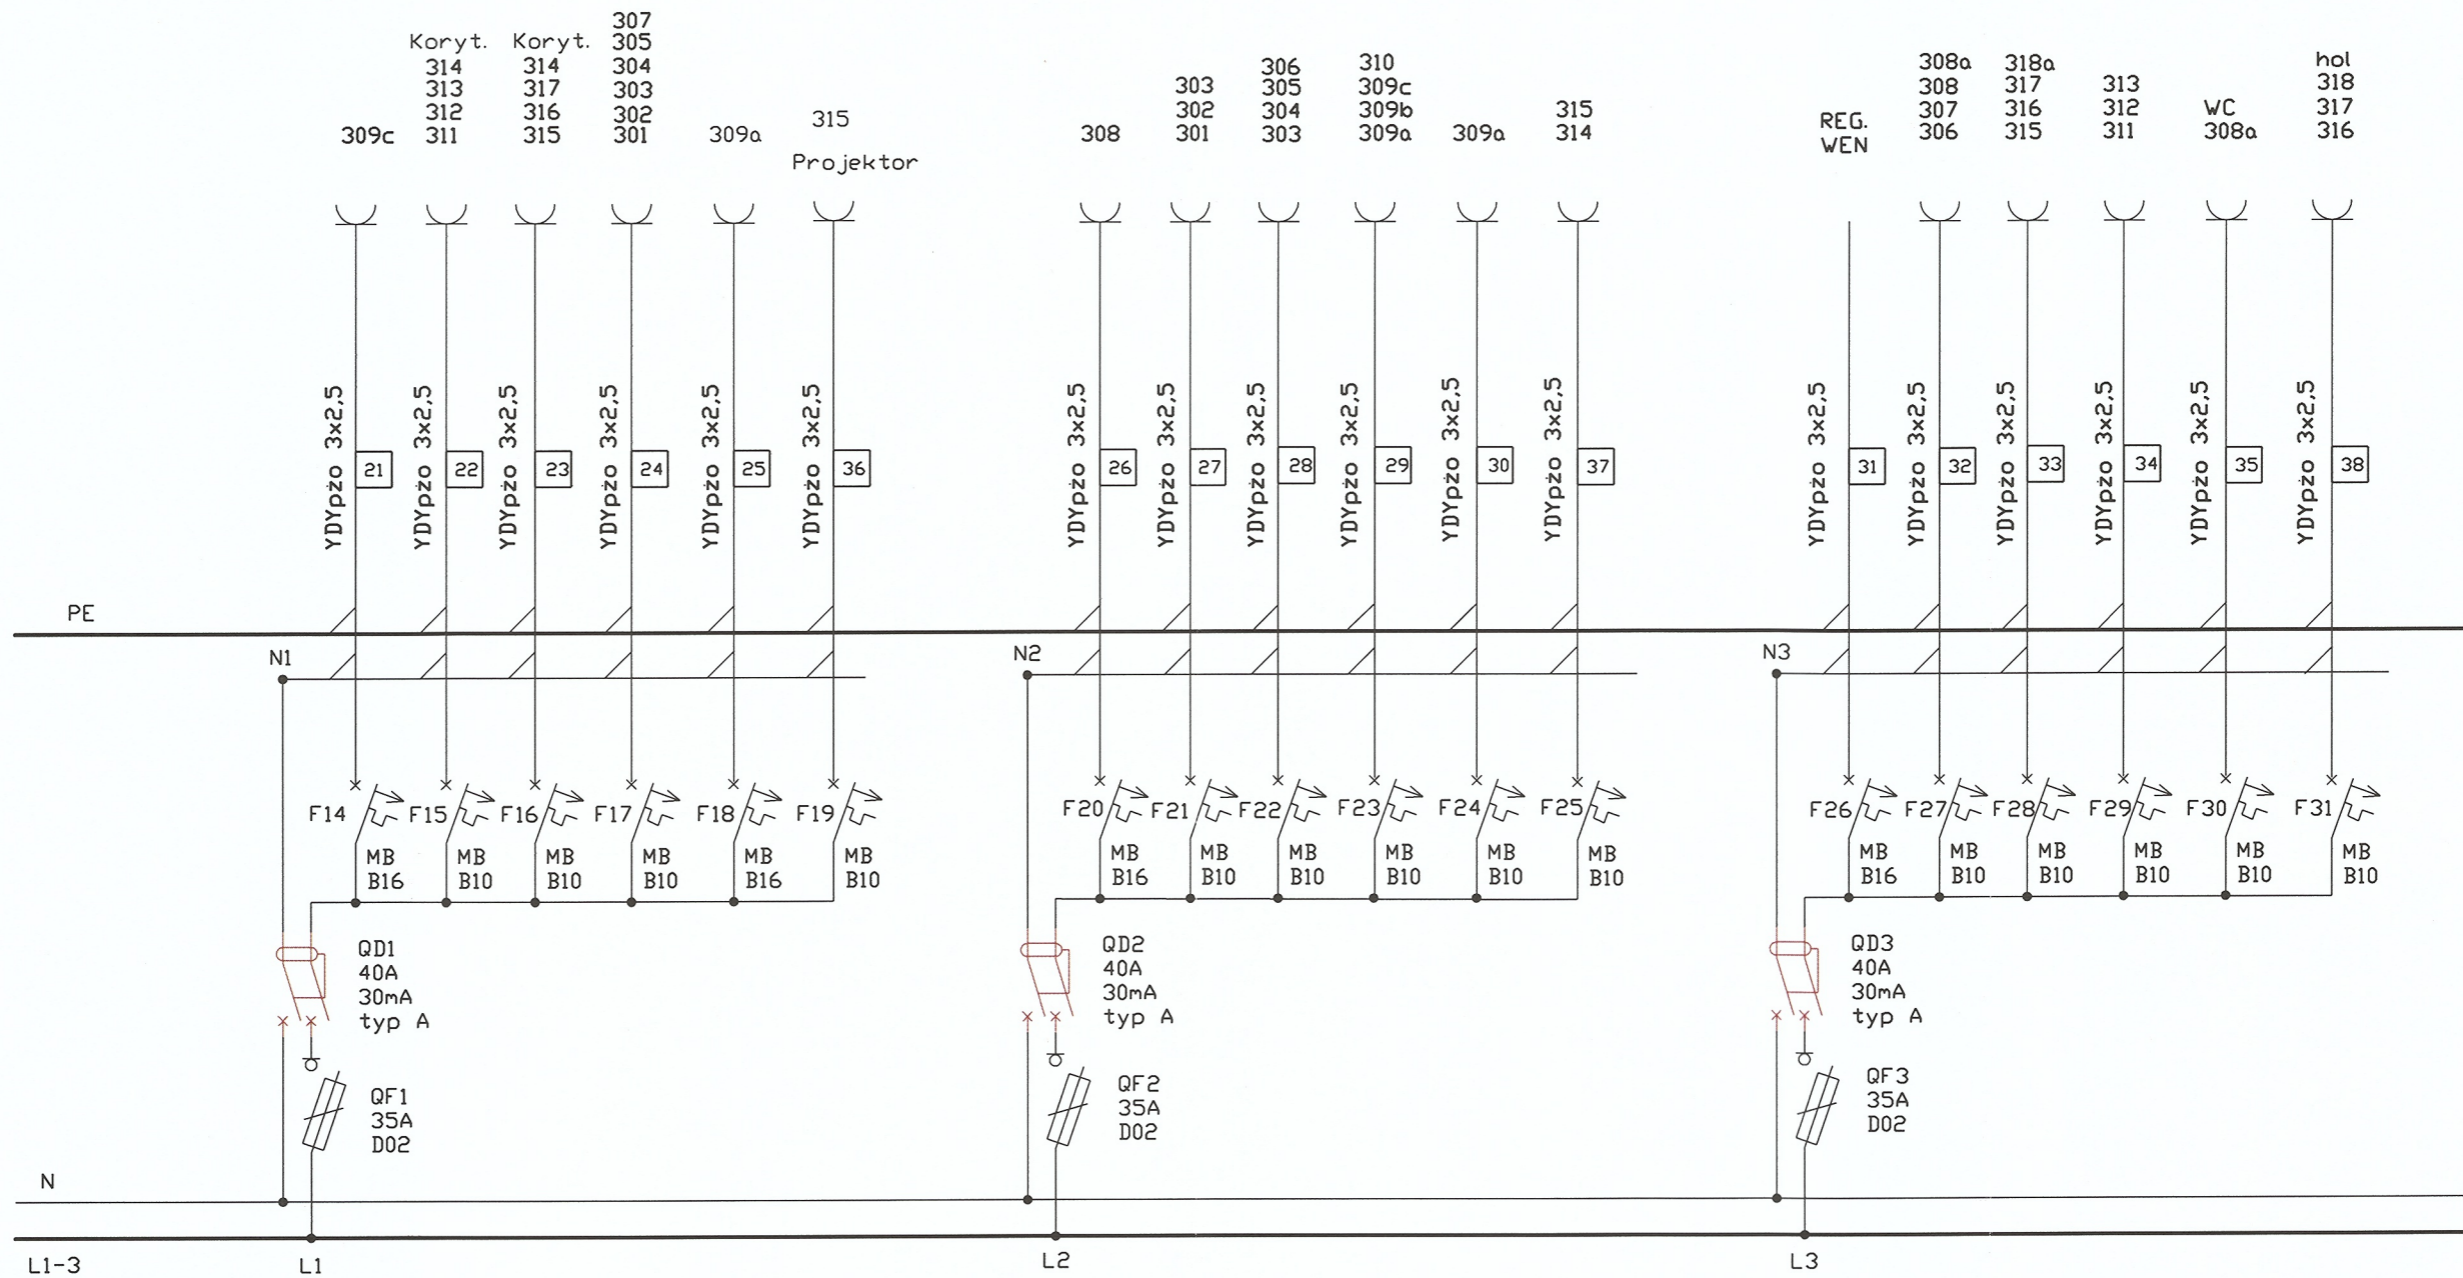 309c
Koryt.
314
313
312
311
Koryt.
314
317
316
315
307
305
304
303
302
301
309a
315
Projektor
308
303
302
301
306
305
304
303
310
309c
309b
309a
309a
315
314
REG.
WEN
308a
308
307
306
318a
317
316
315
313
312
311
WC
308a
hol
318
317
316
YDYpżo 3x2,5
21
YDYpżo 3x2,5
22
YDYpżo 3x2,5
23
YDYpżo 3x2,5
24
YDYpżo 3x2,5
25
YDYpżo 3x2,5
36
YDYpżo 3x2,5
26
YDYpżo 3x2,5
27
YDYpżo 3x2,5
28
YDYpżo 3x2,5
29
YDYpżo 3x2,5
30
YDYpżo 3x2,5
37
YDYpżo 3x2,5
31
YDYpżo 3x2,5
32
YDYpżo 3x2,5
33
YDYpżo 3x2,5
34
YDYpżo 3x2,5
35
YDYpżo 3x2,5
38
PE
N1
N2
N3
F14
MB
B16
F15
MB
B10
F16
MB
B10
F17
MB
B10
F18
MB
B16
F19
MB
B10
F20
MB
B16
F21
MB
B10
F22
MB
B10
F23
MB
B10
F24
MB
B10
F25
MB
B10
F26
MB
B16
F27
MB
B10
F28
MB
B10
F29
MB
B10
F30
MB
B10
F31
MB
B10
QD1
40A
30mA
typ A
QD2
40A
30mA
typ A
QD3
40A
30mA
typ A
QF1
35A
D02
QF2
35A
D02
QF3
35A
D02
N
L1-3
L1
L2
L3